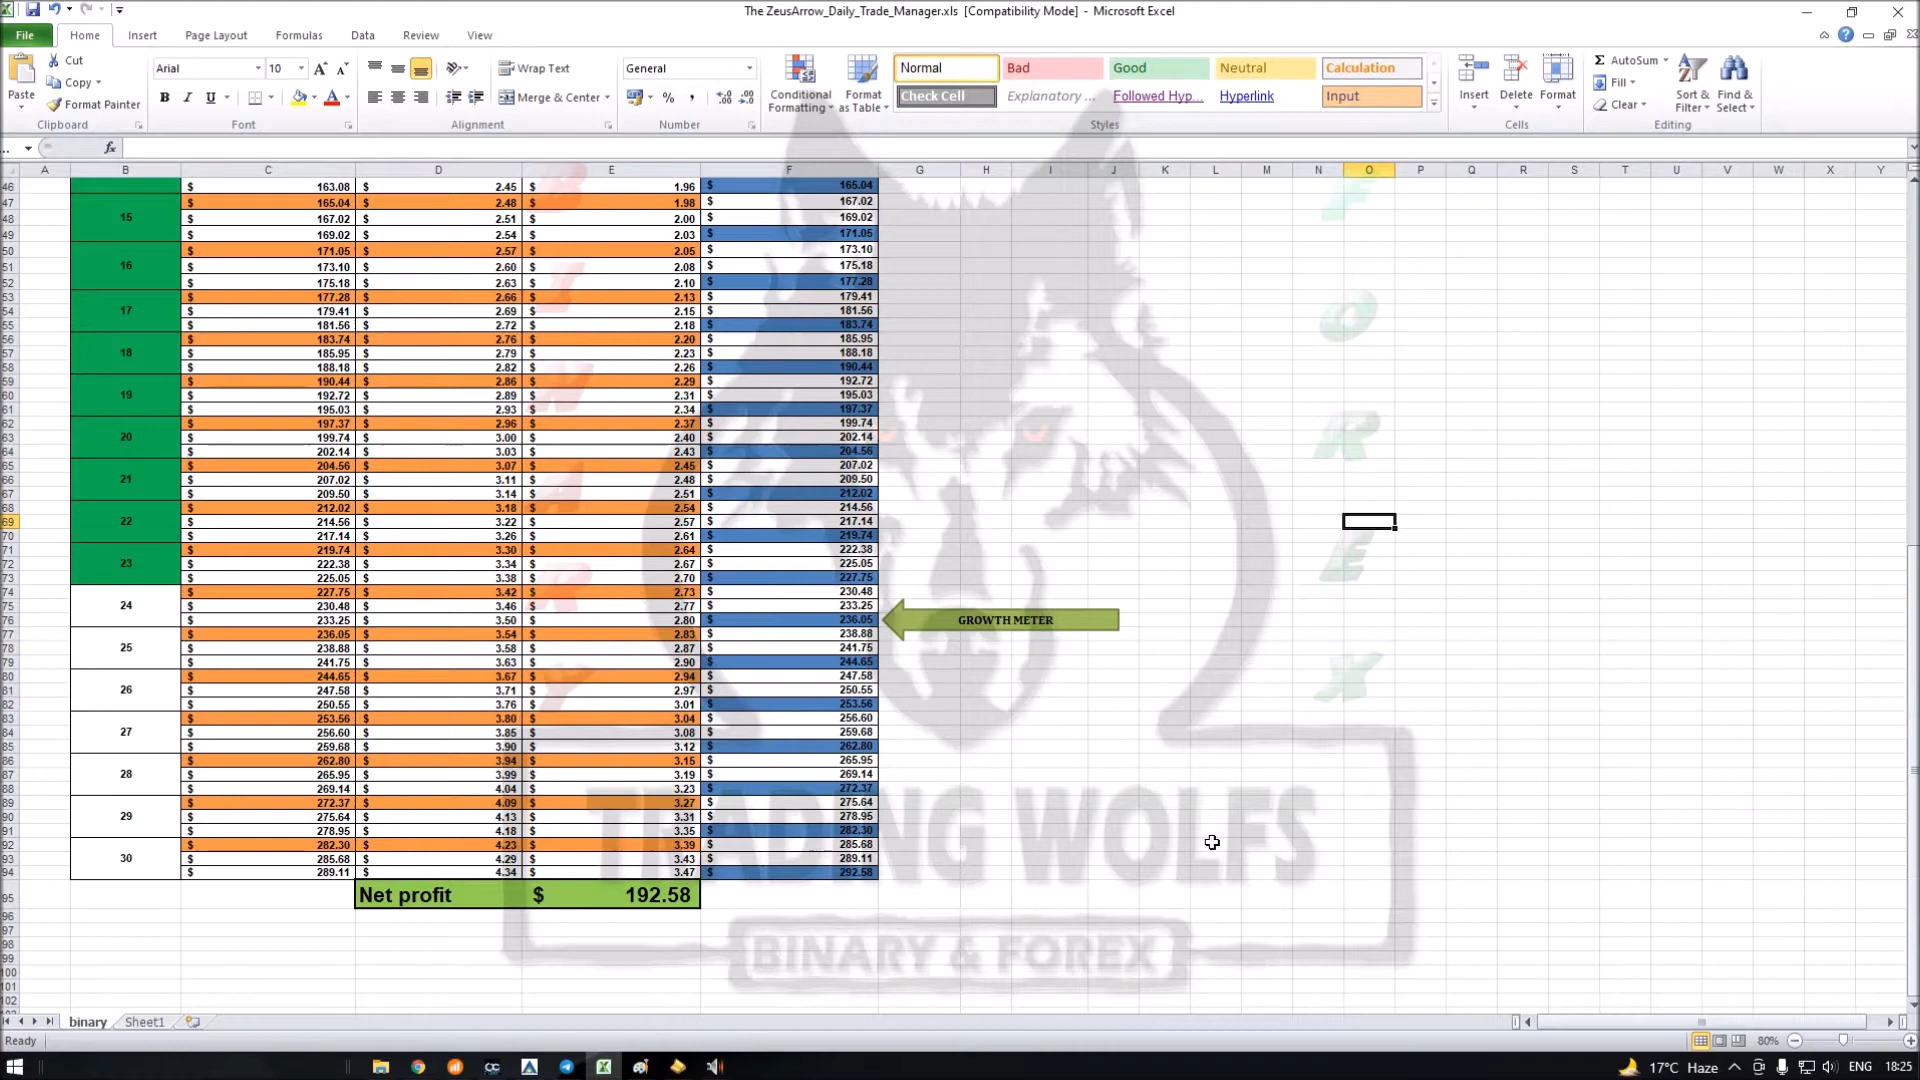 The ZeusArrow_Daily_Trade_Manager.xls [Compatibility Mode] - Microsoft Excel
File Home Insert Page Layout Formulas Data Review View
Cut Arial 10 Wrap Text General Normal Bad Good Neutral Calculation AutoSum
Copy Fill
Paste Format Painter Merge & Center Conditional Formatting Format as Table Check Cell Explanatory ... Followed Hyp... Hyperlink Input Insert Delete Format Clear Sort & Filter Find & Select
Clipboard Font Alignment Number Styles Cells Editing
A B C D E F G H I J K L M N O P Q R S T U V W X Y
46 $ 163.08 $ 2.45 $ 1.96 $ 165.04
47 $ 165.04 $ 2.48 $ 1.98 $ 167.02
48 15 $ 167.02 $ 2.51 $ 2.00 $ 169.02
49 $ 169.02 $ 2.54 $ 2.03 $ 171.05
50 $ 171.05 $ 2.57 $ 2.05 $ 173.10
51 16 $ 173.10 $ 2.60 $ 2.08 $ 175.18
52 $ 175.18 $ 2.63 $ 2.10 $ 177.28
53 $ 177.28 $ 2.66 $ 2.13 $ 179.41
54 17 $ 179.41 $ 2.69 $ 2.15 $ 181.56
55 $ 181.56 $ 2.72 $ 2.18 $ 183.74
56 $ 183.74 $ 2.76 $ 2.20 $ 185.95
57 18 $ 185.95 $ 2.79 $ 2.23 $ 188.18
58 $ 188.18 $ 2.82 $ 2.26 $ 190.44
59 $ 190.44 $ 2.86 $ 2.29 $ 192.72
60 19 $ 192.72 $ 2.89 $ 2.31 $ 195.03
61 $ 195.03 $ 2.93 $ 2.34 $ 197.37
62 $ 197.37 $ 2.96 $ 2.37 $ 199.74
63 20 $ 199.74 $ 3.00 $ 2.40 $ 202.14
64 $ 202.14 $ 3.03 $ 2.43 $ 204.56
65 $ 204.56 $ 3.07 $ 2.45 $ 207.02
66 21 $ 207.02 $ 3.11 $ 2.48 $ 209.50
67 $ 209.50 $ 3.14 $ 2.51 $ 212.02
68 $ 212.02 $ 3.18 $ 2.54 $ 214.56
69 22 $ 214.56 $ 3.22 $ 2.57 $ 217.14
70 $ 217.14 $ 3.26 $ 2.61 $ 219.74
71 $ 219.74 $ 3.30 $ 2.64 $ 222.38
72 23 $ 222.38 $ 3.34 $ 2.67 $ 225.05
73 $ 225.05 $ 3.38 $ 2.70 $ 227.75
74 $ 227.75 $ 3.42 $ 2.73 $ 230.48
75 24 $ 230.48 $ 3.46 $ 2.77 $ 233.25
76 $ 233.25 $ 3.50 $ 2.80 $ 236.05 GROWTH METER
77 $ 236.05 $ 3.54 $ 2.83 $ 238.88
78 25 $ 238.88 $ 3.58 $ 2.87 $ 241.75
79 $ 241.75 $ 3.63 $ 2.90 $ 244.65
80 $ 244.65 $ 3.67 $ 2.94 $ 247.58
81 26 $ 247.58 $ 3.71 $ 2.97 $ 250.55
82 $ 250.55 $ 3.76 $ 3.01 $ 253.56
83 $ 253.56 $ 3.80 $ 3.04 $ 256.60
84 27 $ 256.60 $ 3.85 $ 3.08 $ 259.68
85 $ 259.68 $ 3.90 $ 3.12 $ 262.80
86 $ 262.80 $ 3.94 $ 3.15 $ 265.95
87 28 $ 265.95 $ 3.99 $ 3.19 $ 269.14
88 $ 269.14 $ 4.04 $ 3.23 $ 272.37
89 $ 272.37 $ 4.09 $ 3.27 $ 275.64
90 29 $ 275.64 $ 4.13 $ 3.31 $ 278.95
91 $ 278.95 $ 4.18 $ 3.35 $ 282.30
92 $ 282.30 $ 4.23 $ 3.39 $ 285.68
93 30 $ 285.68 $ 4.29 $ 3.43 $ 289.11
94 $ 289.11 $ 4.34 $ 3.47 $ 292.58
95 Net profit $ 192.58
96
97
98
99
100
101
102
BINARY
FOREX
TRADING WOLFS
BINARY & FOREX
binary Sheet1
Ready 80%
17°C Haze ENG 18:25